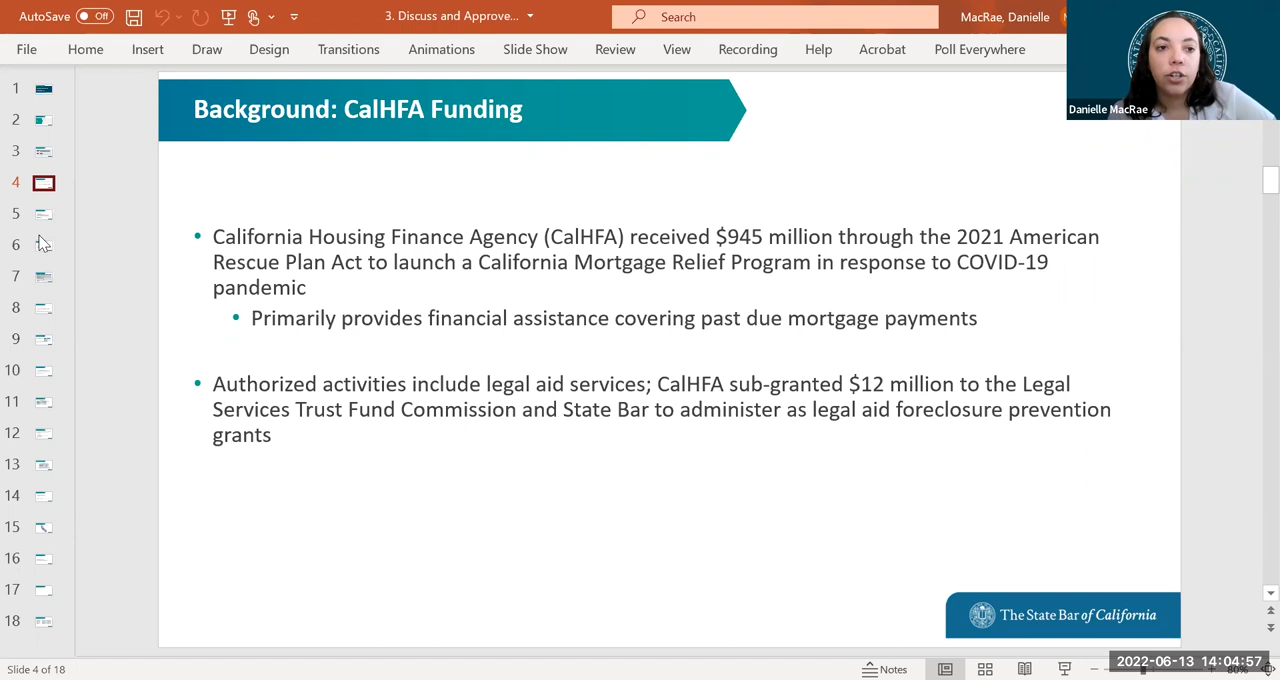 AutoSave Off 3. Discuss and Approve... Search MacRae, Danielle
File Home Insert Draw Design Transitions Animations Slide Show Review View Recording Help Acrobat Poll Everywhere
Danielle MacRae
1
2
3
4
5
6
7
8
9
10
11
12
13
14
15
16
17
18
Background: CalHFA Funding
• California Housing Finance Agency (CalHFA) received $945 million through the 2021 American
Rescue Plan Act to launch a California Mortgage Relief Program in response to COVID-19
pandemic
• Primarily provides financial assistance covering past due mortgage payments
• Authorized activities include legal aid services; CalHFA sub-granted $12 million to the Legal
Services Trust Fund Commission and State Bar to administer as legal aid foreclosure prevention
grants
The State Bar of California
Slide 4 of 18 Notes 80%
2022-06-13 14:04:57